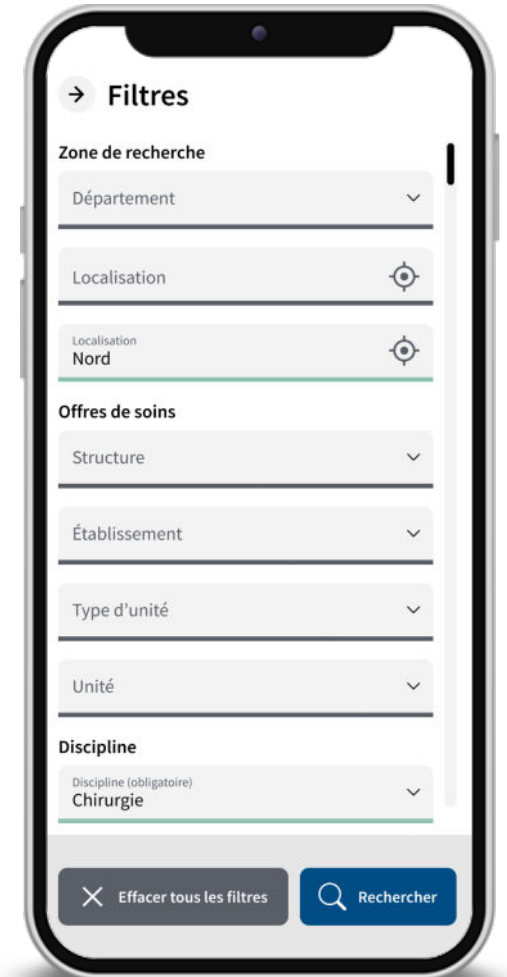 Filtres
Zone de recherche
Département
Localisation
Localisation
Nord
Offres de soins
Structure
Établissement
Type d’unité
Unité
Discipline
Discipline (obligatoire)
Chirurgie
Effacer tous les filtres
Rechercher